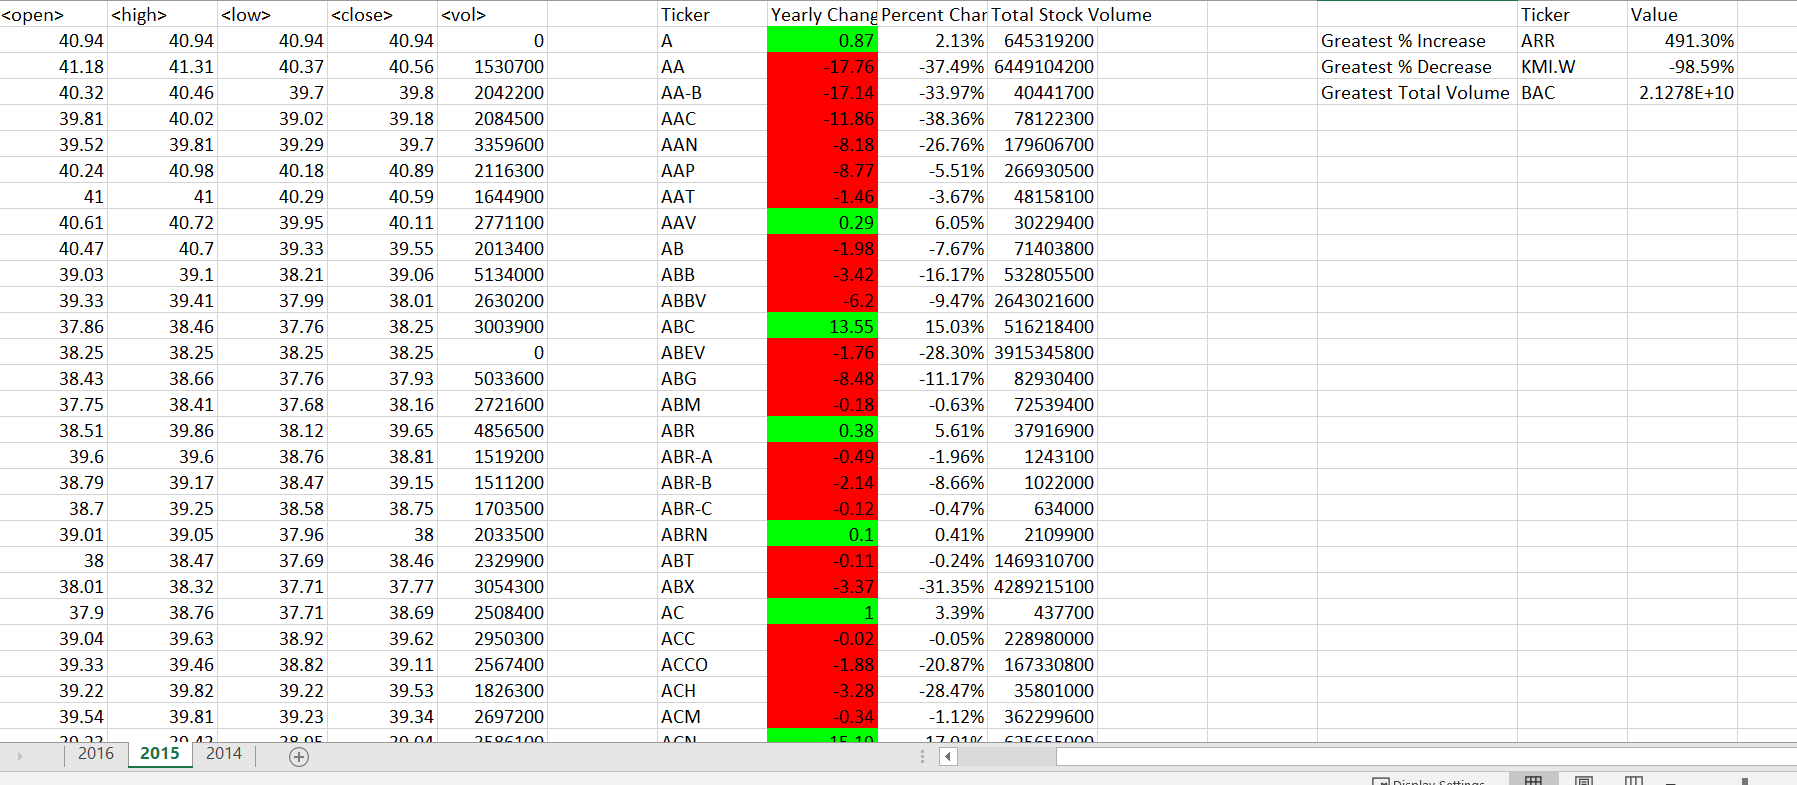 <open> <high> <low> <close> <vol> Ticker Yearly Chang Percent Char Total Stock Volume Ticker Value
40.94 40.94 40.94 40.94 0 A 0.87 2.13% 645319200 Greatest % Increase ARR 491.30%
41.18 41.31 40.37 40.56 1530700 AA -17.76 -37.49% 6449104200 Greatest % Decrease KMI.W -98.59%
40.32 40.46 39.7 39.8 2042200 AA-B -17.14 -33.97% 40441700 Greatest Total Volume BAC 2.1278E+10
39.81 40.02 39.02 39.18 2084500 AAC -11.86 -38.36% 78122300
39.52 39.81 39.29 39.7 3359600 AAN -8.18 -26.76% 179606700
40.24 40.98 40.18 40.89 2116300 AAP -8.77 -5.51% 266930500
41 41 40.29 40.59 1644900 AAT -1.46 -3.67% 48158100
40.61 40.72 39.95 40.11 2771100 AAV 0.29 6.05% 30229400
40.47 40.7 39.33 39.55 2013400 AB -1.98 -7.67% 71403800
39.03 39.1 38.21 39.06 5134000 ABB -3.42 -16.17% 532805500
39.33 39.41 37.99 38.01 2630200 ABBV -6.2 -9.47% 2643021600
37.86 38.46 37.76 38.25 3003900 ABC 13.55 15.03% 516218400
38.25 38.25 38.25 38.25 0 ABEV -1.76 -28.30% 3915345800
38.43 38.66 37.76 37.93 5033600 ABG -8.48 -11.17% 82930400
37.75 38.41 37.68 38.16 2721600 ABM -0.18 -0.63% 72539400
38.51 39.86 38.12 39.65 4856500 ABR 0.38 5.61% 37916900
39.6 39.6 38.76 38.81 1519200 ABR-A -0.49 -1.96% 1243100
38.79 39.17 38.47 39.15 1511200 ABR-B -2.14 -8.66% 1022000
38.7 39.25 38.58 38.75 1703500 ABR-C -0.12 -0.47% 634000
39.01 39.05 37.96 38 2033500 ABRN 0.1 0.41% 2109900
38 38.47 37.69 38.46 2329900 ABT -0.11 -0.24% 1469310700
38.01 38.32 37.71 37.77 3054300 ABX -3.37 -31.35% 4289215100
37.9 38.76 37.71 38.69 2508400 AC 1 3.39% 437700
39.04 39.63 38.92 39.62 2950300 ACC -0.02 -0.05% 228980000
39.33 39.46 38.82 39.11 2567400 ACCO -1.88 -20.87% 167330800
39.22 39.82 39.22 39.53 1826300 ACH -3.28 -28.47% 35801000
39.54 39.81 39.23 39.34 2697200 ACM -0.34 -1.12% 362299600
2016 2015 2014
Display Settings